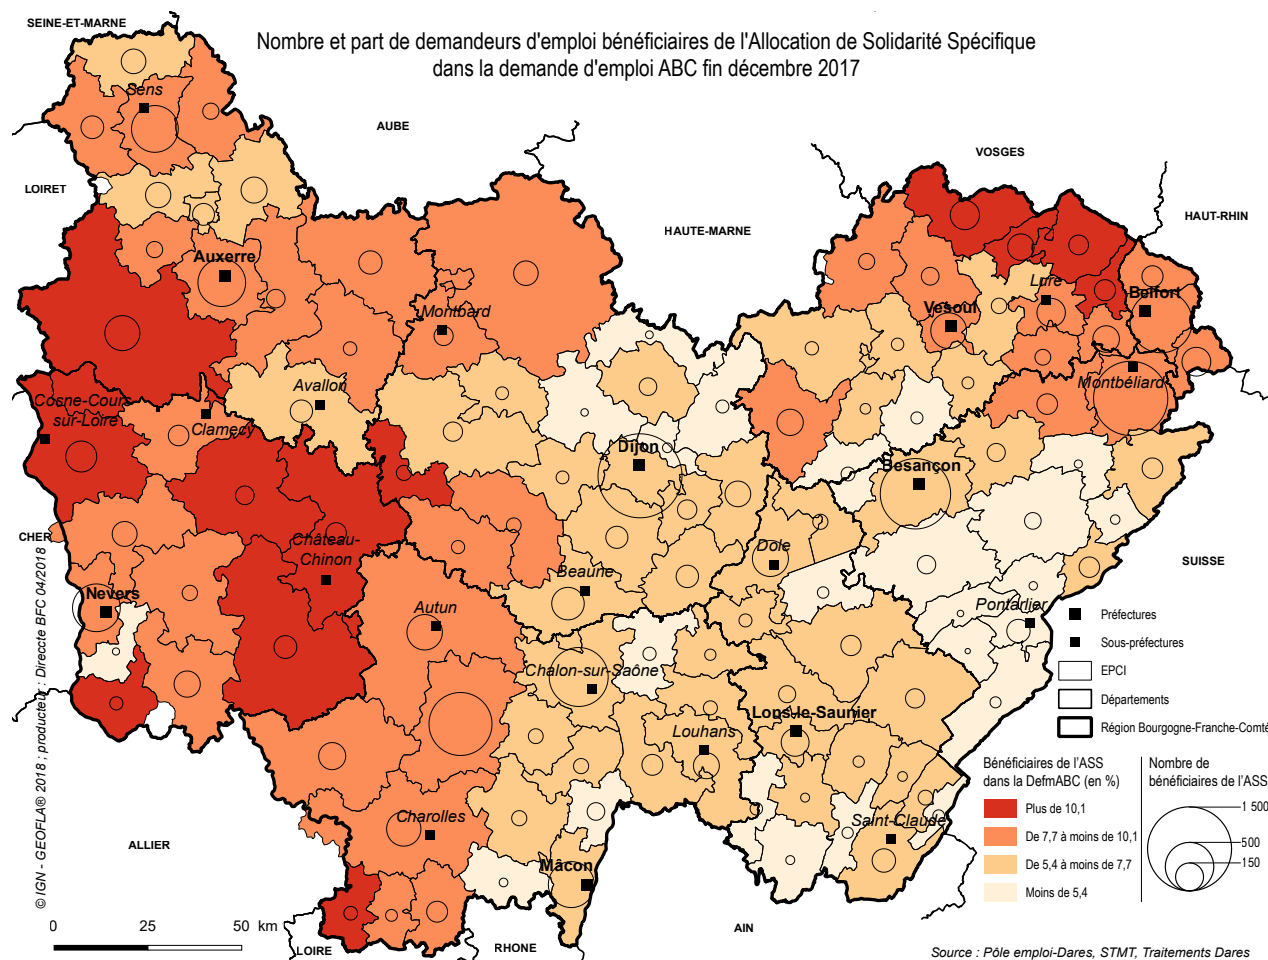 SEINE-ET-MARNE
Nombre et part de demandeurs d'emploi bénéficiaires de l'Allocation de Solidarité Spécifique
dans la demande d'emploi ABC fin décembre 2017
Sens
AUBE
VOSGES
LOIRET
HAUT-RHIN
HAUTE-MARNE
Auxerre
Lure
Belfort
Vesoul
Montbard
Montbéliard
Avallon
Cosne-Cours-
sur-Loire
Clamecy
Dijon
Besançon
CHER
Château-
Chinon
Dole
SUISSE
Beaune
Nevers
Autun
Pontarlier
Préfectures
Sous-préfectures
Chalon-sur-Saône
EPCI
Départements
Lons-le-Saunier
Région Bourgogne-Franche-Comté
Louhans
Bénéficiaires de l'ASS
dans la DefmABC (en %)
Plus de 10,1
De 7,7 à moins de 10,1
De 5,4 à moins de 7,7
Moins de 5,4
Nombre de
bénéficiaires de l'ASS
1 500
500
150
Charolles
Saint-Claude
ALLIER
Mâcon
©IGN - GEOFLA® 2018 ; producteur : Direccte BFC 04/2018
0 25 50 km
LOIRE
RHONE
AIN
Source : Pôle emploi-Dares, STMT, Traitements Dares